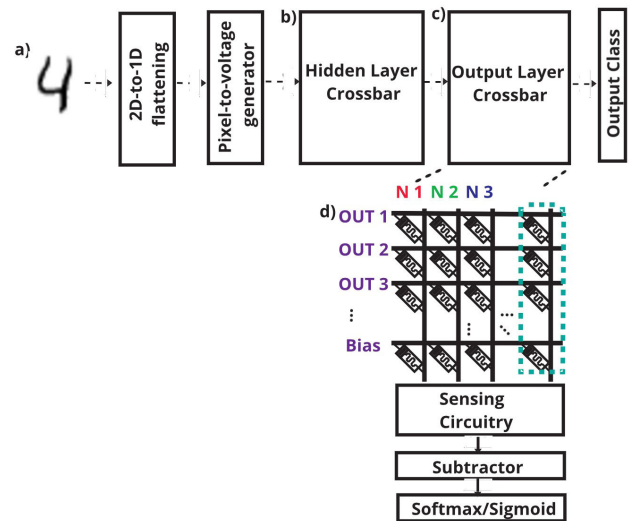 a)
4
2D-to-1D
flattening
Pixel-to-voltage
generator
b)
Hidden Layer
Crossbar
c)
Output Layer
Crossbar
Output Class
d)
N 1 N 2 N 3
OUT 1
OUT 2
OUT 3
Bias
Sensing
Circuitry
Subtractor
Softmax/Sigmoid